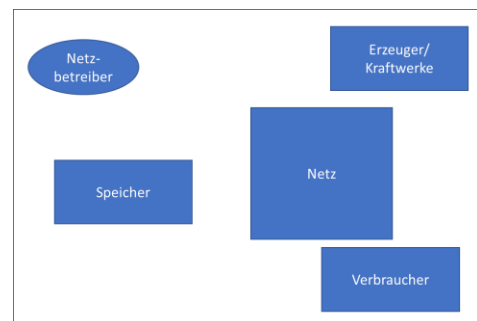 Netz-
betreiber
Erzeuger/
Kraftwerke
Speicher
Netz
Verbraucher